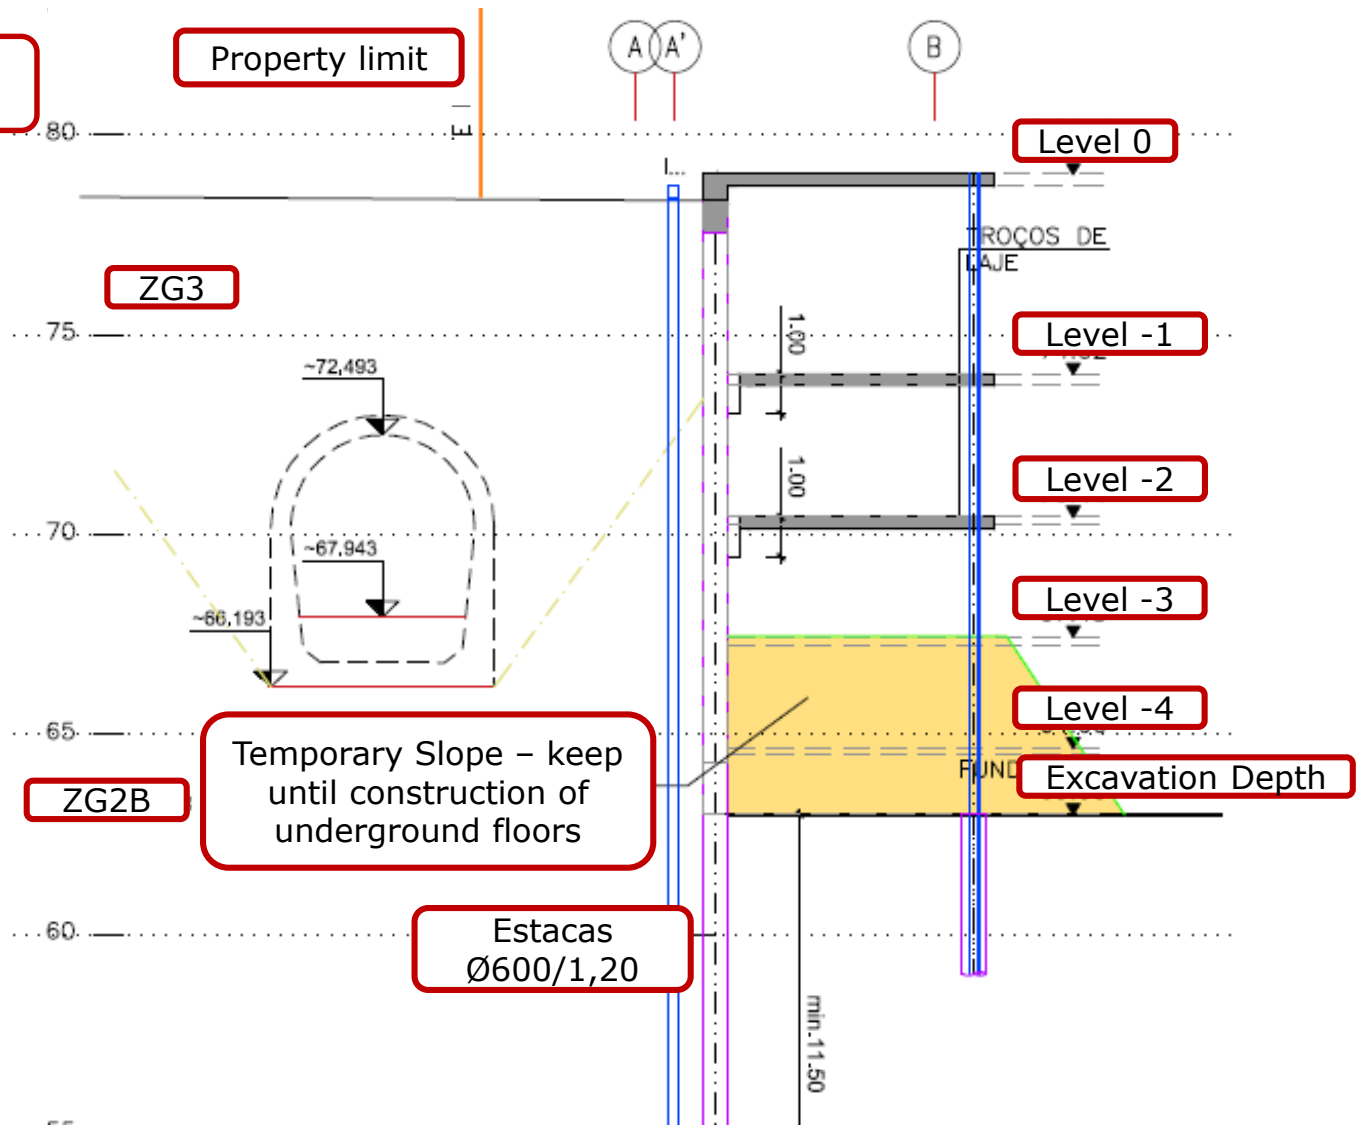 Property limit
A
A'
B
80
Level 0
TROÇOS DE
LAJE
ZG3
75
1.00
Level -1
~72,493
1.00
Level -2
70
~67,943
Level -3
~66,193
65
Level -4
Temporary Slope – keep
until construction of
underground floors
FUND
Excavation Depth
ZG2B
60
Estacas
Ø600/1,20
min.11.50